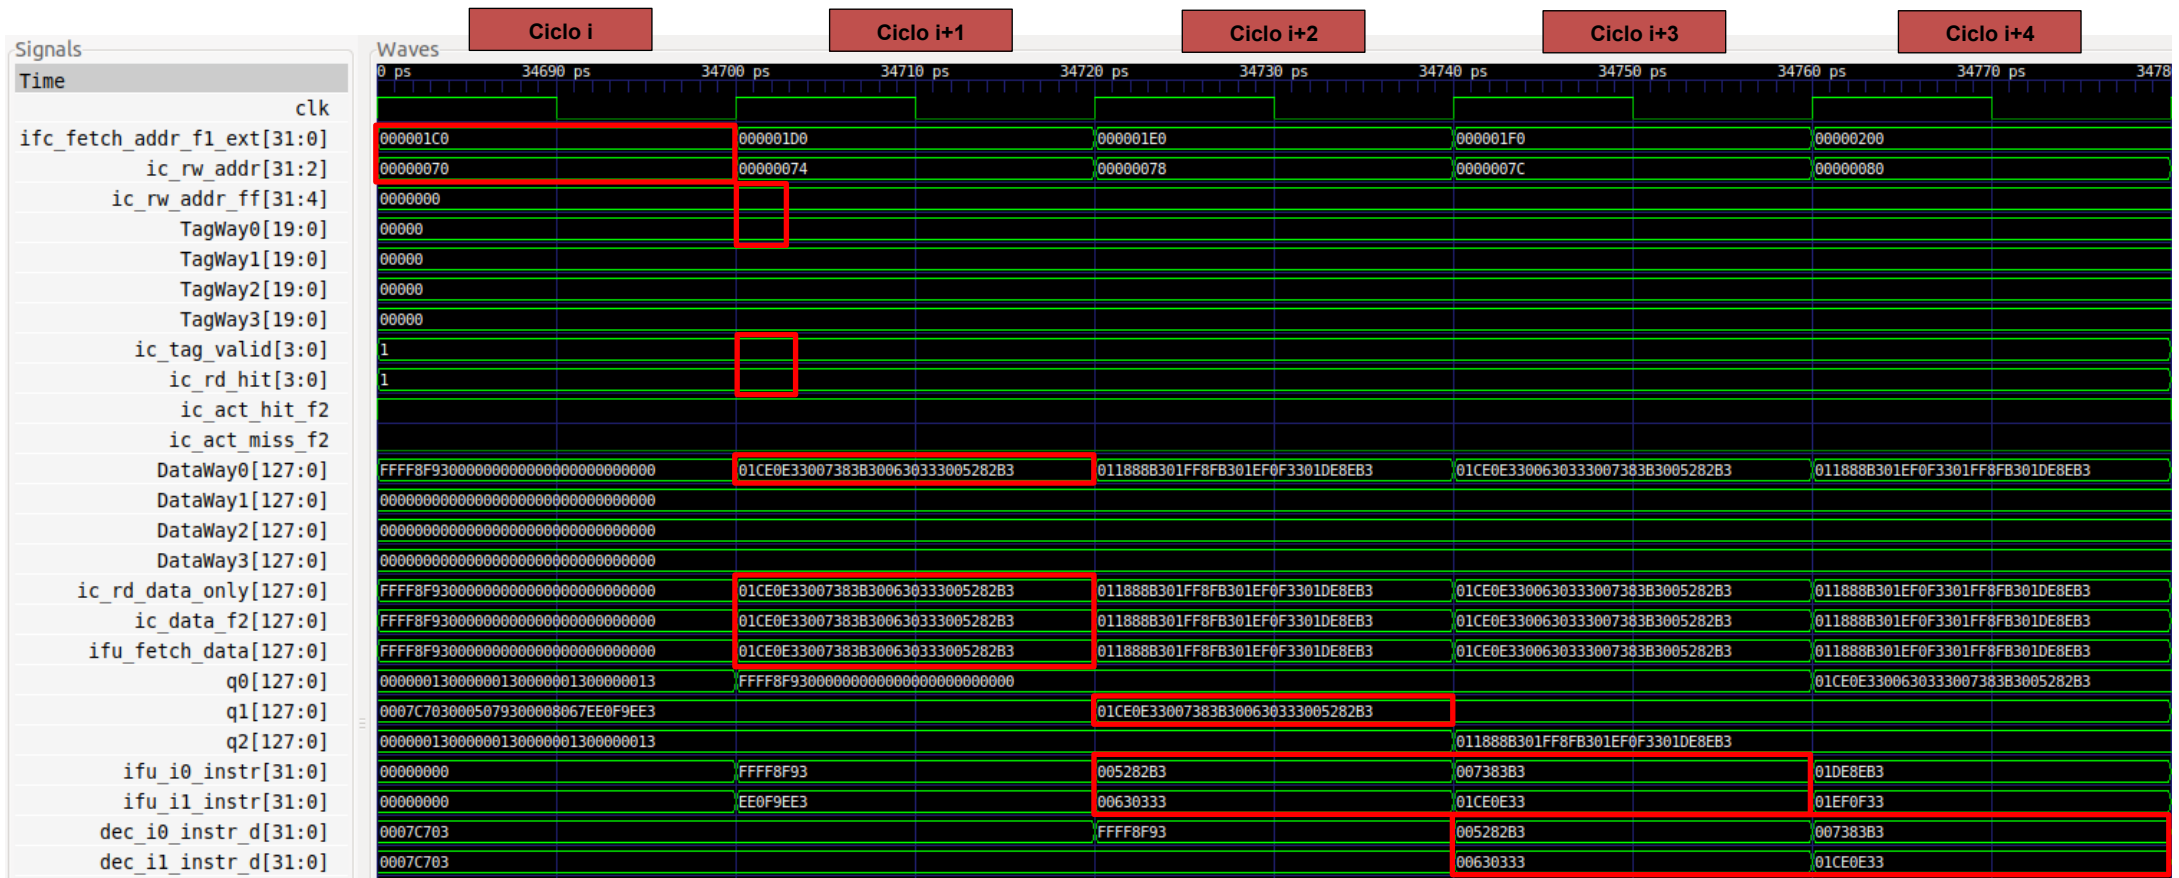 Ciclo i Ciclo i+1 Ciclo i+2 Ciclo i+3 Ciclo i+4
Signals Waves
Time 0 ps 34690 ps 34700 ps 34710 ps 34720 ps 34730 ps 34740 ps 34750 ps 34760 ps 34770 ps 3478
clk
ifc_fetch_addr_f1_ext[31:0] 000001C0 000001D0 000001E0 000001F0 00000200
ic_rw_addr[31:2] 00000070 00000074 00000078 0000007C 00000080
ic_rw_addr_ff[31:4] 0000000
TagWay0[19:0] 00000
TagWay1[19:0] 00000
TagWay2[19:0] 00000
TagWay3[19:0] 00000
ic_tag_valid[3:0] 1
ic_rd_hit[3:0] 1
ic_act_hit_f2
ic_act_miss_f2
DataWay0[127:0] FFFF8F93000000000000000000000000 01CE0E33007383B300630333005282B3 011888B301FF8FB301EF0F3301DE8EB3 01CE0E3300630333007383B3005282B3 011888B301EF0F3301FF8FB301DE8EB3
DataWay1[127:0] 00000000000000000000000000000000
DataWay2[127:0] 00000000000000000000000000000000
DataWay3[127:0] 00000000000000000000000000000000
ic_rd_data_only[127:0] FFFF8F93000000000000000000000000 01CE0E33007383B300630333005282B3 011888B301FF8FB301EF0F3301DE8EB3 01CE0E3300630333007383B3005282B3 011888B301EF0F3301FF8FB301DE8EB3
ic_data_f2[127:0] FFFF8F93000000000000000000000000 01CE0E33007383B300630333005282B3 011888B301FF8FB301EF0F3301DE8EB3 01CE0E3300630333007383B3005282B3 011888B301EF0F3301FF8FB301DE8EB3
ifu_fetch_data[127:0] FFFF8F93000000000000000000000000 01CE0E33007383B300630333005282B3 011888B301FF8FB301EF0F3301DE8EB3 01CE0E3300630333007383B3005282B3 011888B301EF0F3301FF8FB301DE8EB3
q0[127:0] 00000013000000130000001300000013 FFFF8F93000000000000000000000000 01CE0E3300630333007383B3005282B3
q1[127:0] 0007C7030005079300008067EE0F9EE3 01CE0E33007383B300630333005282B3
q2[127:0] 00000013000000130000001300000013 011888B301FF8FB301EF0F3301DE8EB3
ifu_i0_instr[31:0] 00000000 FFFF8F93 005282B3 007383B3 01DE8EB3
ifu_i1_instr[31:0] 00000000 EE0F9EE3 00630333 01CE0E33 01EF0F33
dec_i0_instr_d[31:0] 0007C703 FFFF8F93 005282B3 007383B3
dec_i1_instr_d[31:0] 0007C703 00630333 01CE0E33